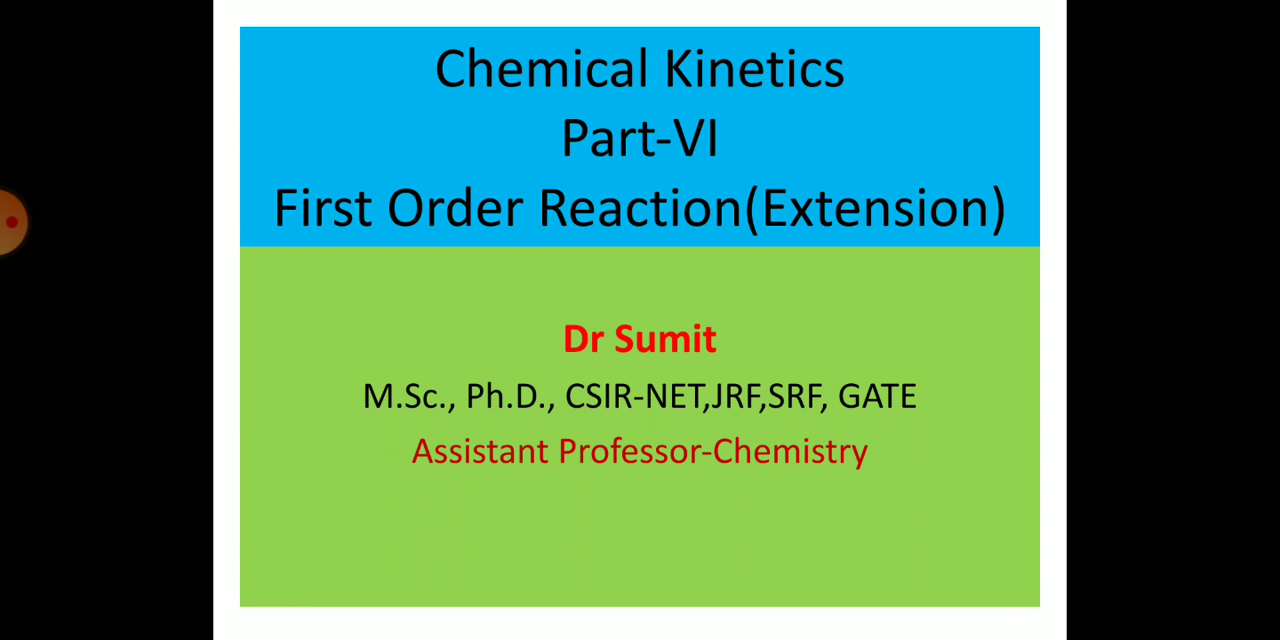 Chemical Kinetics
Part-VI
First Order Reaction(Extension)
Dr Sumit
M.Sc., Ph.D., CSIR-NET,JRF,SRF, GATE
Assistant Professor-Chemistry